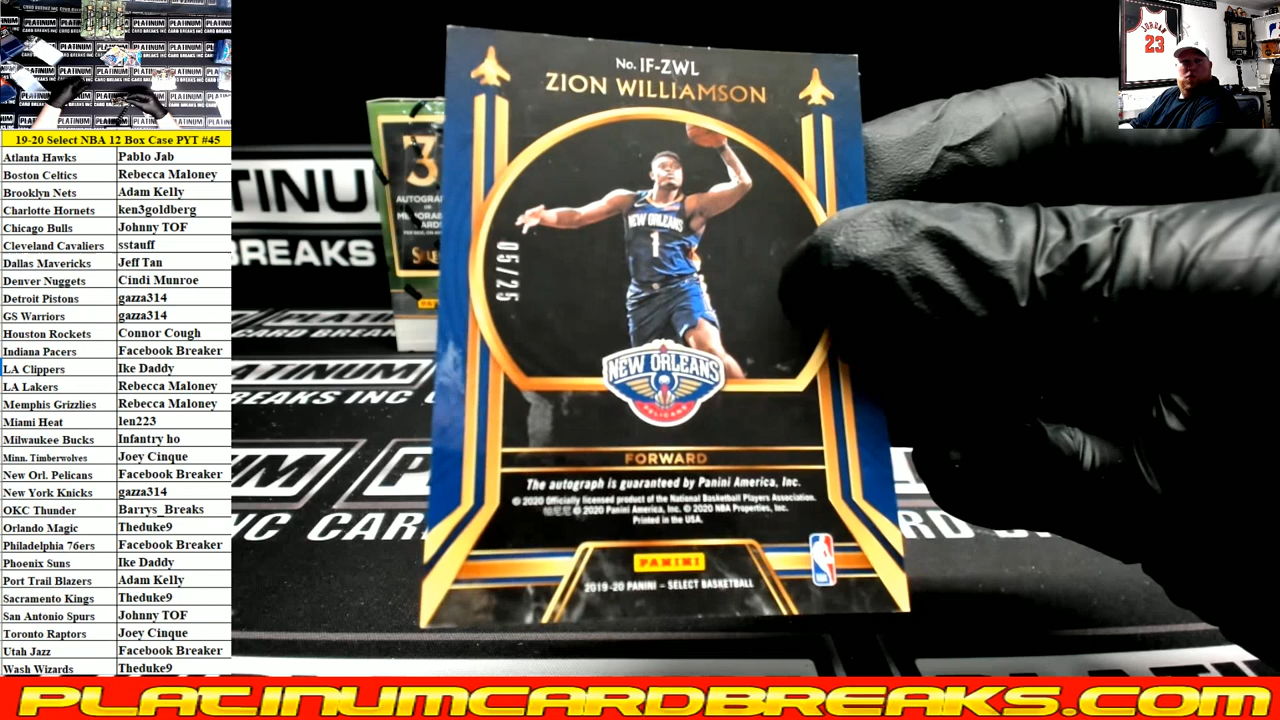 19-20 Select NBA 12 Box Case PYT #45
Atlanta Hawks Pablo Jab
Boston Celtics Rebecca Maloney
Brooklyn Nets Adam Kelly
Charlotte Hornets ken3goldberg
Chicago Bulls Johnny TOF
Cleveland Cavaliers sstauff
Dallas Mavericks Jeff Tan
Denver Nuggets Cindi Munroe
Detroit Pistons gazza314
GS Warriors gazza314
Houston Rockets Connor Cough
Indiana Pacers Facebook Breaker
LA Clippers Ike Daddy
LA Lakers Rebecca Maloney
Memphis Grizzlies Rebecca Maloney
Miami Heat len223
Milwaukee Bucks Infantry ho
Minn. Timberwolves Joey Cinque
New Orl. Pelicans Facebook Breaker
New York Knicks gazza314
OKC Thunder Barrys_Breaks
Orlando Magic Theduke9
Philadelphia 76ers Facebook Breaker
Phoenix Suns Ike Daddy
Port Trail Blazers Adam Kelly
Sacramento Kings Theduke9
San Antonio Spurs Johnny TOF
Toronto Raptors Joey Cinque
Utah Jazz Facebook Breaker
Wash Wizards Theduke9
No. IF-ZWL
ZION WILLIAMSON
NEW ORLEANS
1
05/25
NEW ORLEANS
PELICANS
FORWARD
The autograph is guaranteed by Panini America, Inc.
© 2020 Officially licensed product of the National Basketball Players Association.
© 2020 Panini America, Inc. © 2020 NBA Properties, Inc.
Printed in the USA.
PANINI
2019-20 PANINI – SELECT BASKETBALL
NBA
JORDAN
23
PLATINUMCARDBREAKS.COM